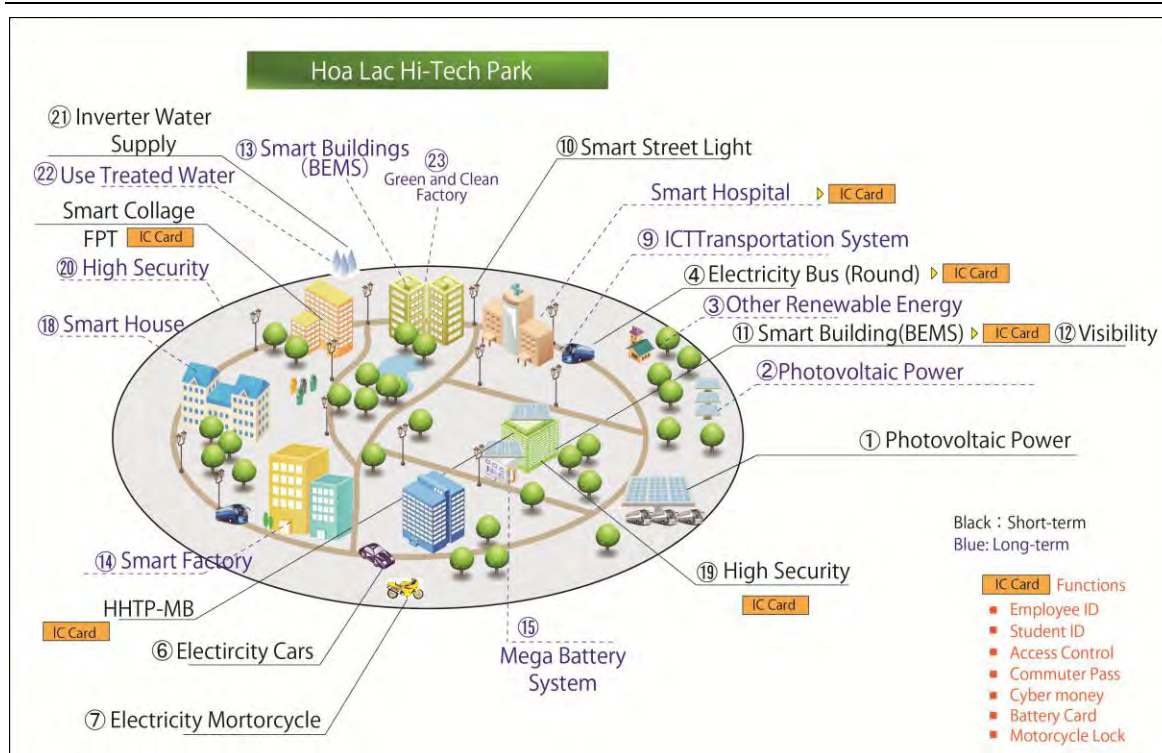 Hoa Lac Hi-Tech Park
㉑ Inverter Water
Supply
㉒ Use Treated Water
Smart Collage
FPT IC Card
⑳ High Security
⑱ Smart House
⑬ Smart Buildings
(BEMS)
㉓
Green and Clean
Factory
⑩ Smart Street Light
Smart Hospital IC Card
⑨ ICTTransportation System
④ Electricity Bus (Round) IC Card
③ Other Renewable Energy
⑪ Smart Building(BEMS) IC Card ⑫ Visibility
② Photovoltaic Power
① Photovoltaic Power
⑭ Smart Factory
HHTP-MB
IC Card
⑥ Electircity Cars
⑦ Electricity Mortorcycle
⑮
Mega Battery
System
⑲ High Security
IC Card
Black : Short-term
Blue: Long-term
IC Card Functions
Employee ID
Student ID
Access Control
Commuter Pass
Cyber money
Battery Card
Motorcycle Lock